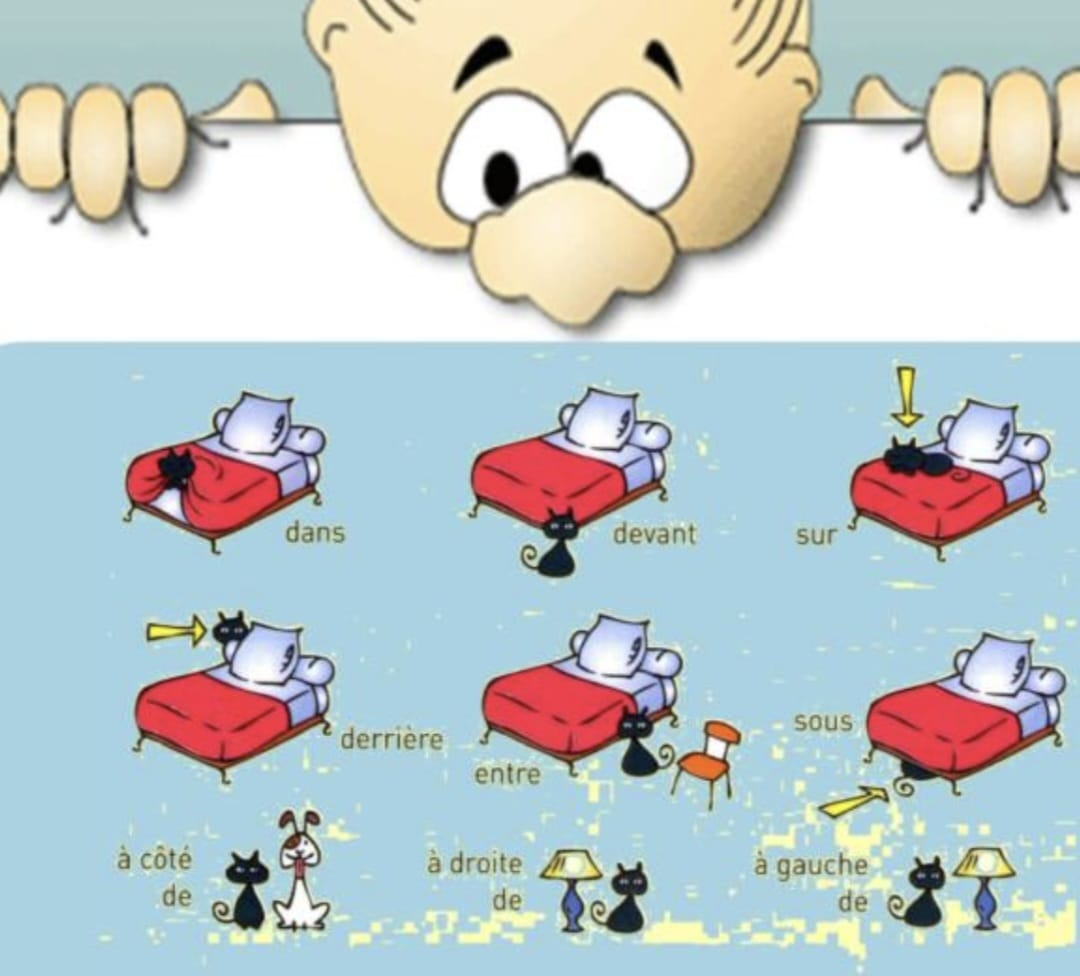 dans
devant
sur
derrière
entre
sous
à côté
de
à droite
de
à gauche
de